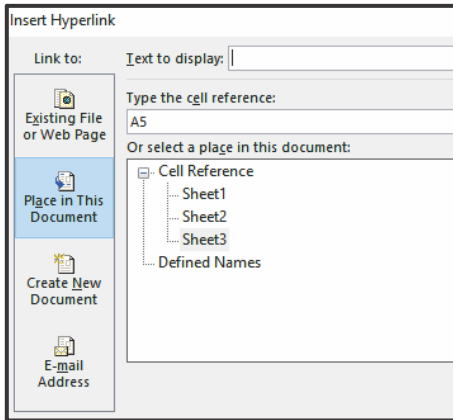 Insert Hyperlink
Link to:
Text to display:
Existing File
or Web Page
Place in This
Document
Create New
Document
E-mail
Address
Type the cell reference:
A5
Or select a place in this document:
Cell Reference
Sheet1
Sheet2
Sheet3
Defined Names